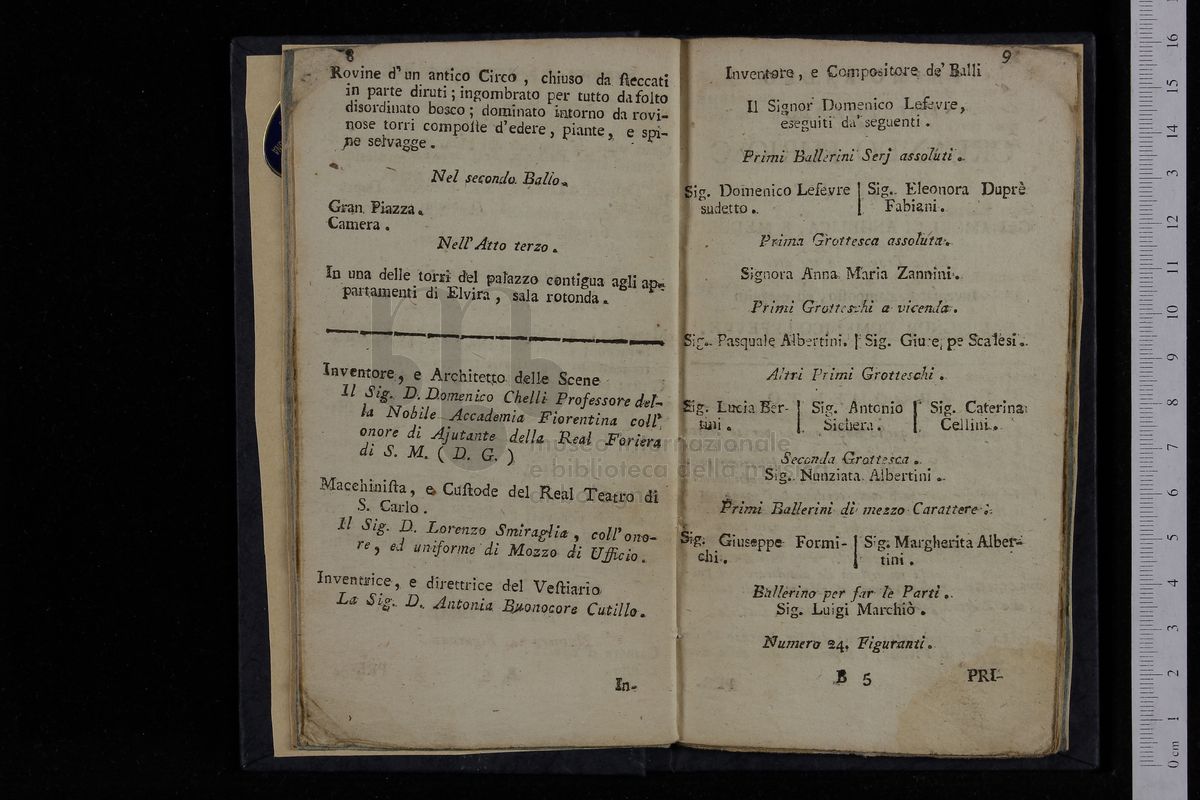 8
Rovine d'un antico Circo, chiuso da steccati
in parte diruti; ingombrato per tutto da folto
disordinato bosco; dominato intorno da rovi-
nose torri composte d'edere, piante, e spi-
ne selvagge.
Nel secondo Ballo.
Gran Piazza.
Camera.
Nell'Atto terzo.
In una delle torri del palazzo contigua agli ap-
partamenti di Elvira, sala rotonda.
Inventore, e Architetto delle Scene
Il Sig. D. Domenico Chelli Professore del-
la Nobile Accademia Fiorentina coll'
onore di Ajutante della Real Foriera
di S. M. ( D. G. )
Macchinista, e Custode del Real Teatro di
S. Carlo.
Il Sig. D. Lorenzo Smiraglia, coll'ono-
re, ed uniforme di Mozzo di Ufficio.
Inventrice, e direttrice del Vestiario
La Sig. D. Antonia Buonocore Cutillo.
In-
9
Inventore, e Compositore de' Balli
Il Signor Domenico Lefevre,
eseguiti da' seguenti.
Primi Ballerini Serj assoluti.
Sig. Domenico Lefevre | Sig. Eleonora Duprè
sudetto. | Fabiani.
Prima Grottesca assoluta.
Signora Anna Maria Zannini.
Primi Grotteschi a vicenda.
Sig. Pasquale Albertini. | Sig. Giuseppe Scalesi.
Altri Primi Grotteschi.
Sig. Lucia Ber- | Sig. Antonio | Sig. Caterina
tini. | Sichera. | Cellini.
Seconda Grottesca.
Sig. Nunziata Albertini.
Primi Ballerini di mezzo Carattere.
Sig. Giuseppe Formi- | Sig. Margherita Alber-
chi. | tini.
Ballerino per far le Parti.
Sig. Luigi Marchiò.
Numero 24. Figuranti.
B 5 PRI-
museo internazionale
e biblioteca della musica
di bologna